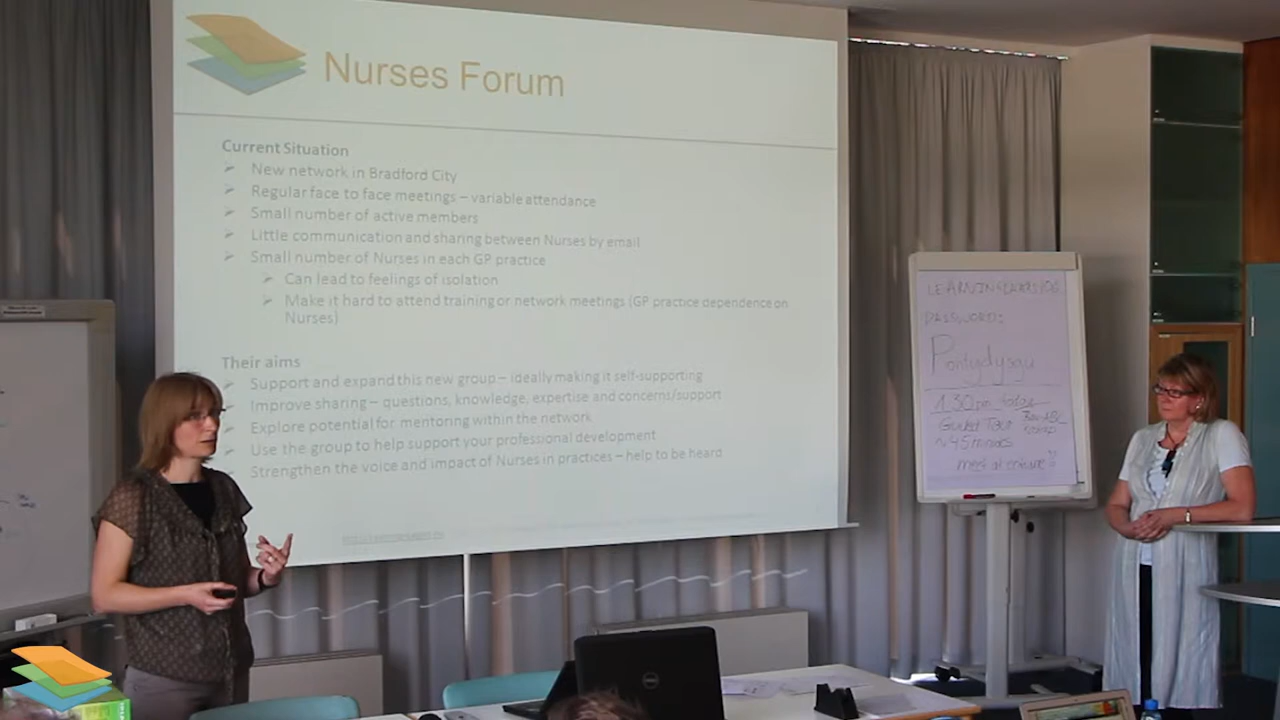 Nurses Forum
Current Situation
New network in Bradford City
Regular face to face meetings – variable attendance
Small number of active members
Little communication and sharing between Nurses by email
Small number of Nurses in each GP practice
Can lead to feelings of isolation
Make it hard to attend training or network meetings (GP practice dependence on
Nurses)
Their aims
Support and expand this new group – ideally making it self-supporting
Improve sharing – questions, knowledge, expertise and concerns/support
Explore potential for mentoring within the network
Use the group to help support your professional development
Strengthen the voice and impact of Nurses in practices – help to be heard
PASSWORD:
Pontydysgu
1.30pm today
Guided Tour
~45 minos
DELL